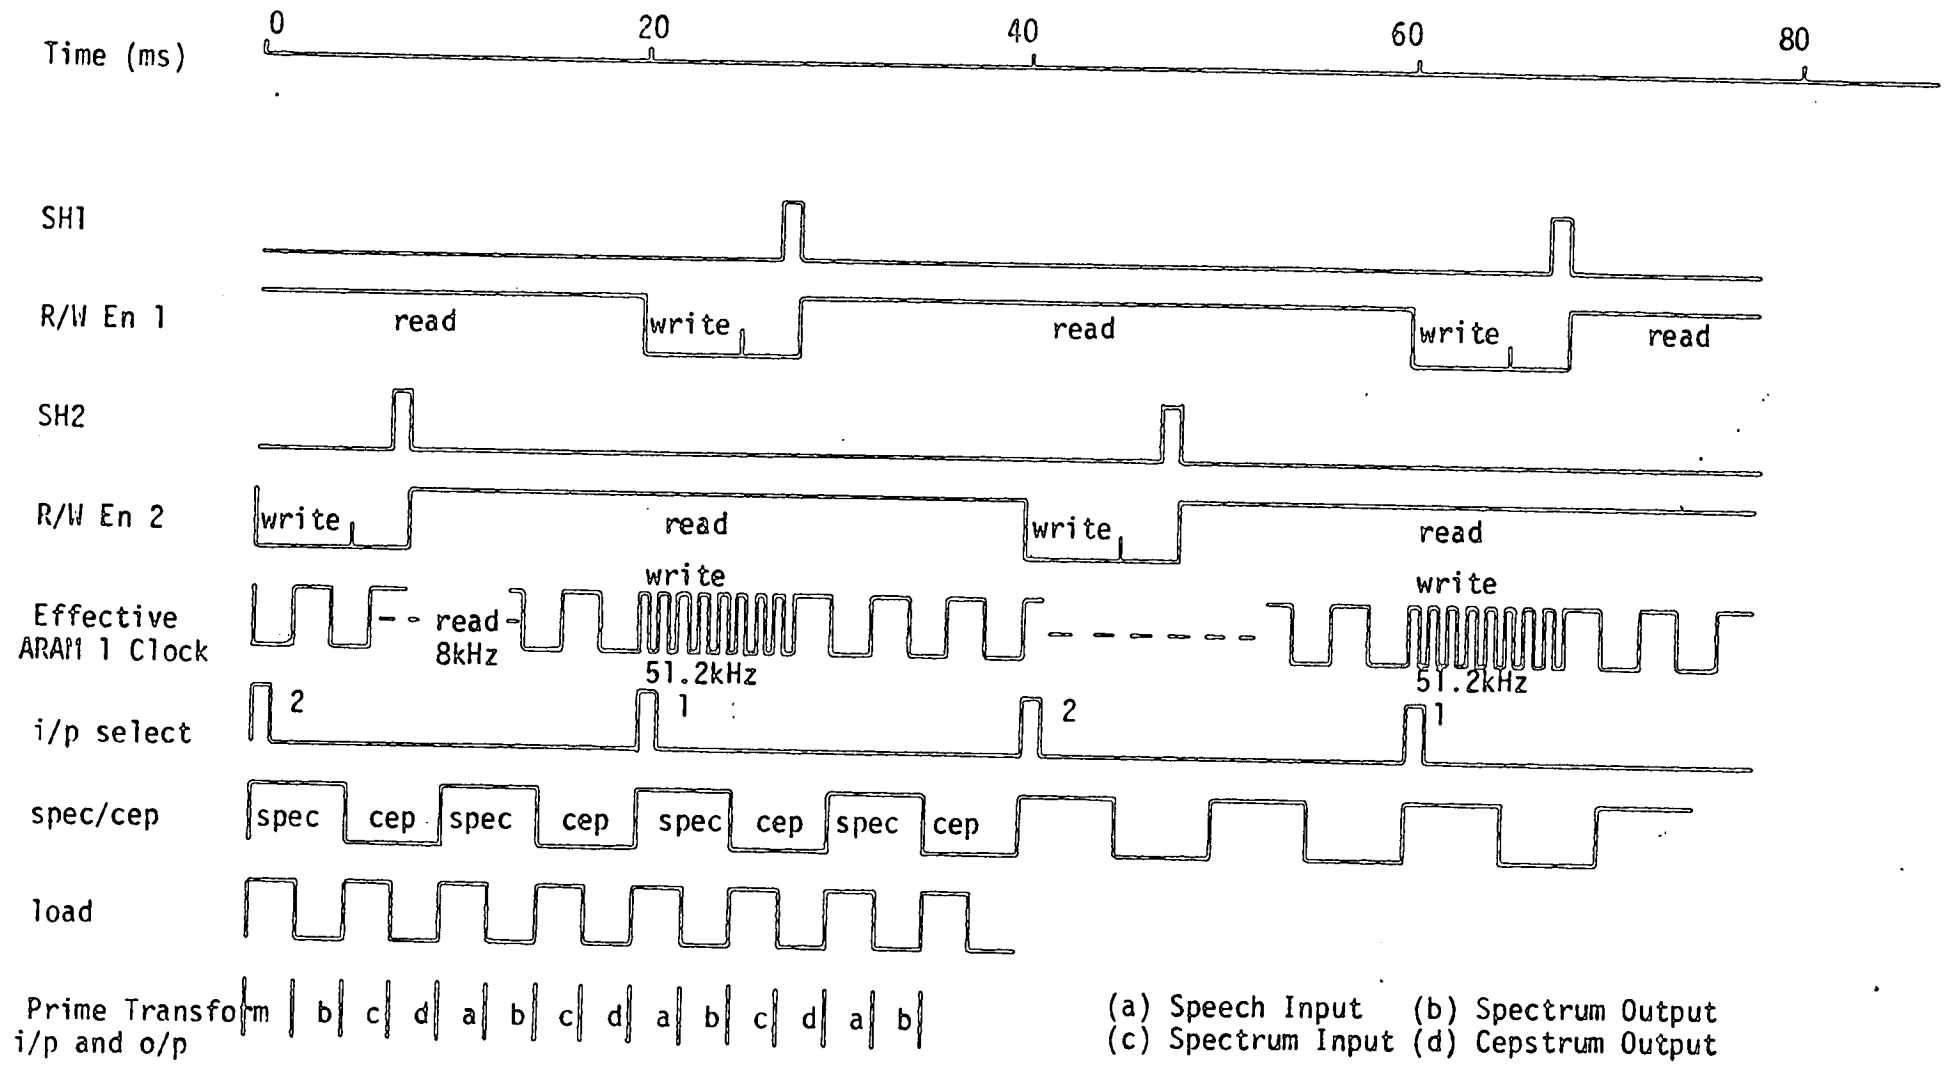 0 20 40 60 80
Time (ms)
SH1
R/W En 1 read write read write read
SH2
R/W En 2 write read write read
write write
Effective
ARAM 1 Clock
read
8kHz
51.2kHz 51.2kHz
i/p select 2 1 2 1
spec/cep spec cep spec cep spec cep spec cep
load
Prime Transform b c d a b c d a b c d a b
i/p and o/p
(a) Speech Input (b) Spectrum Output
(c) Spectrum Input (d) Cepstrum Output